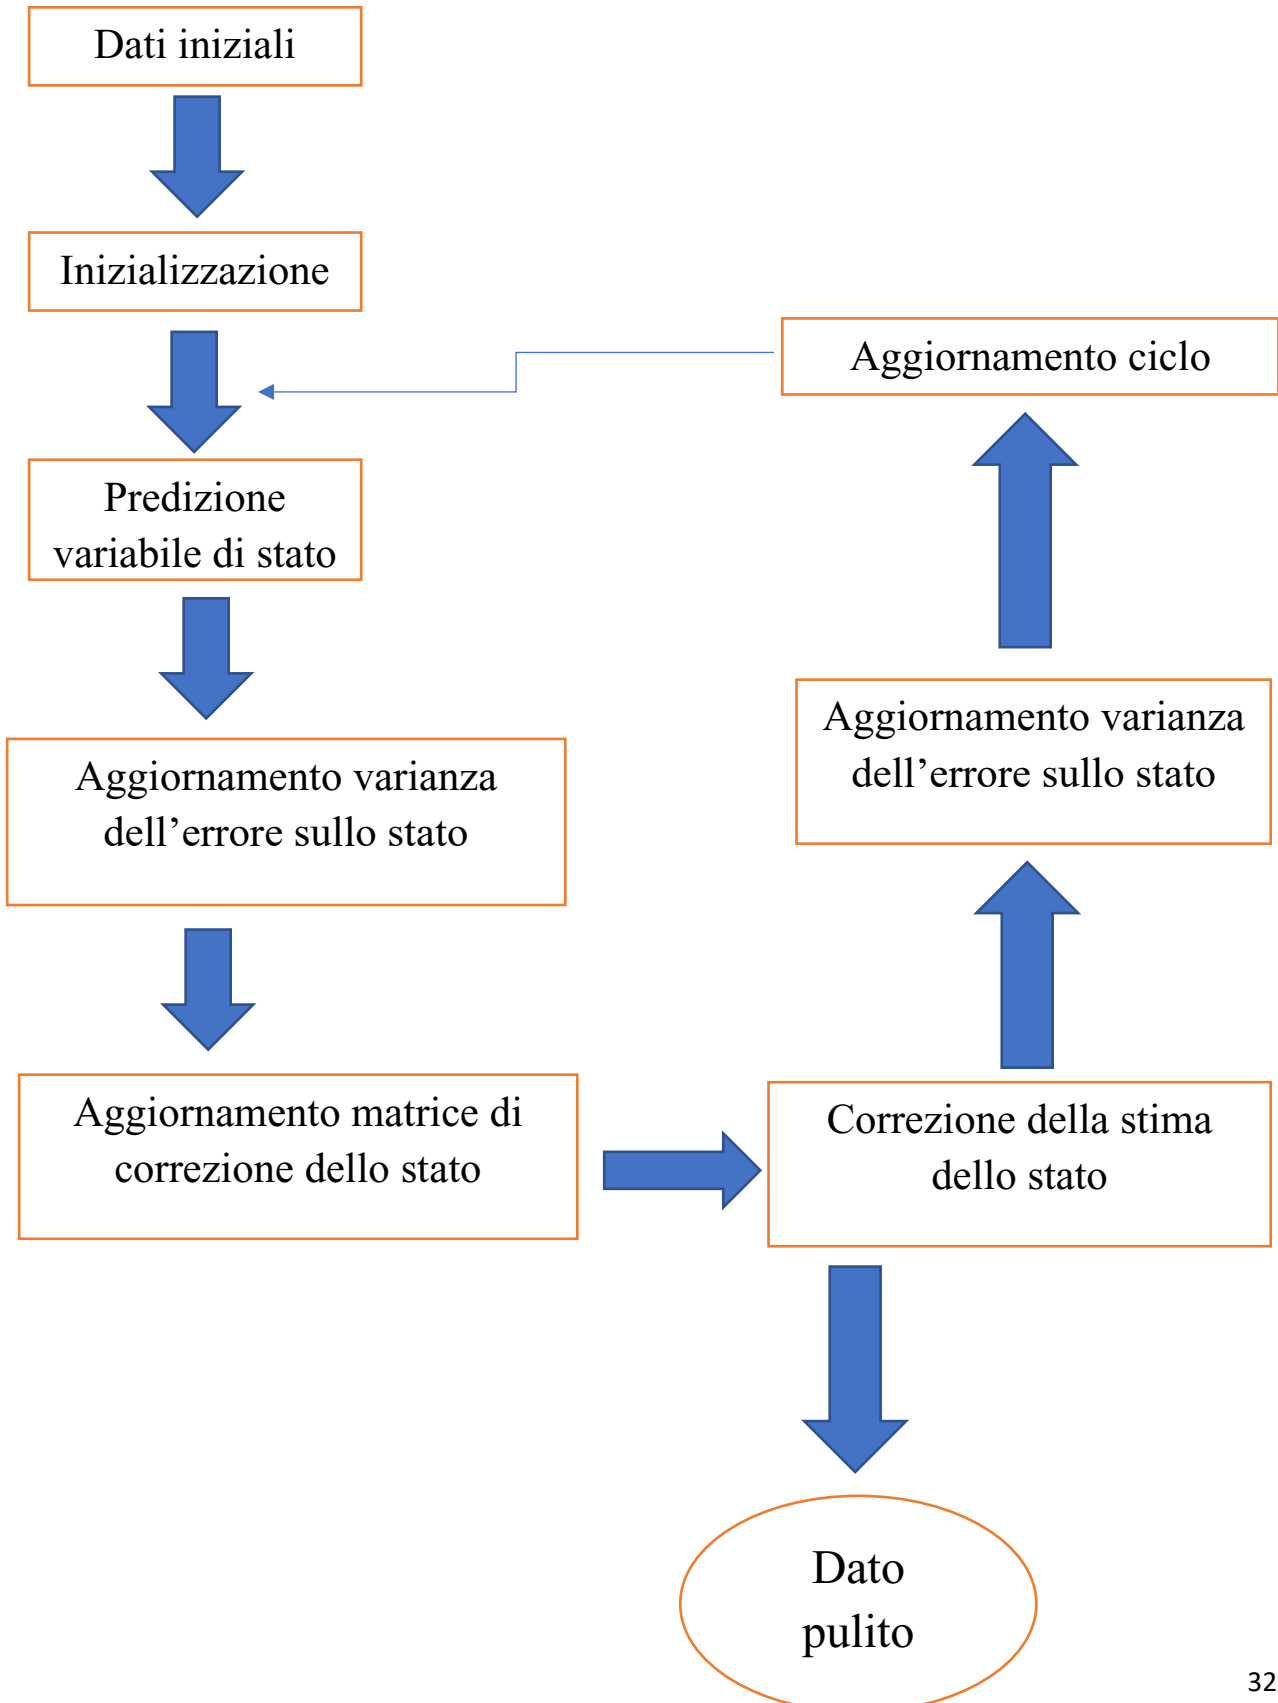 Dati iniziali
Inizializzazione
Predizione
variabile di stato
Aggiornamento varianza
dell’errore sullo stato
Aggiornamento matrice di
correzione dello stato
Correzione della stima
dello stato
Aggiornamento varianza
dell’errore sullo stato
Aggiornamento ciclo
Dato
pulito
32